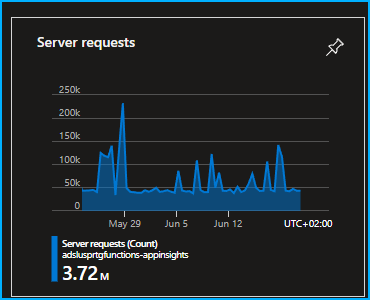 Server requests
250k
200k
150k
100k
50k
0
May 29 Jun 5 Jun 12 UTC+02:00
Server requests (Count)
adslusprtgfunctions-appinsights
3.72 M